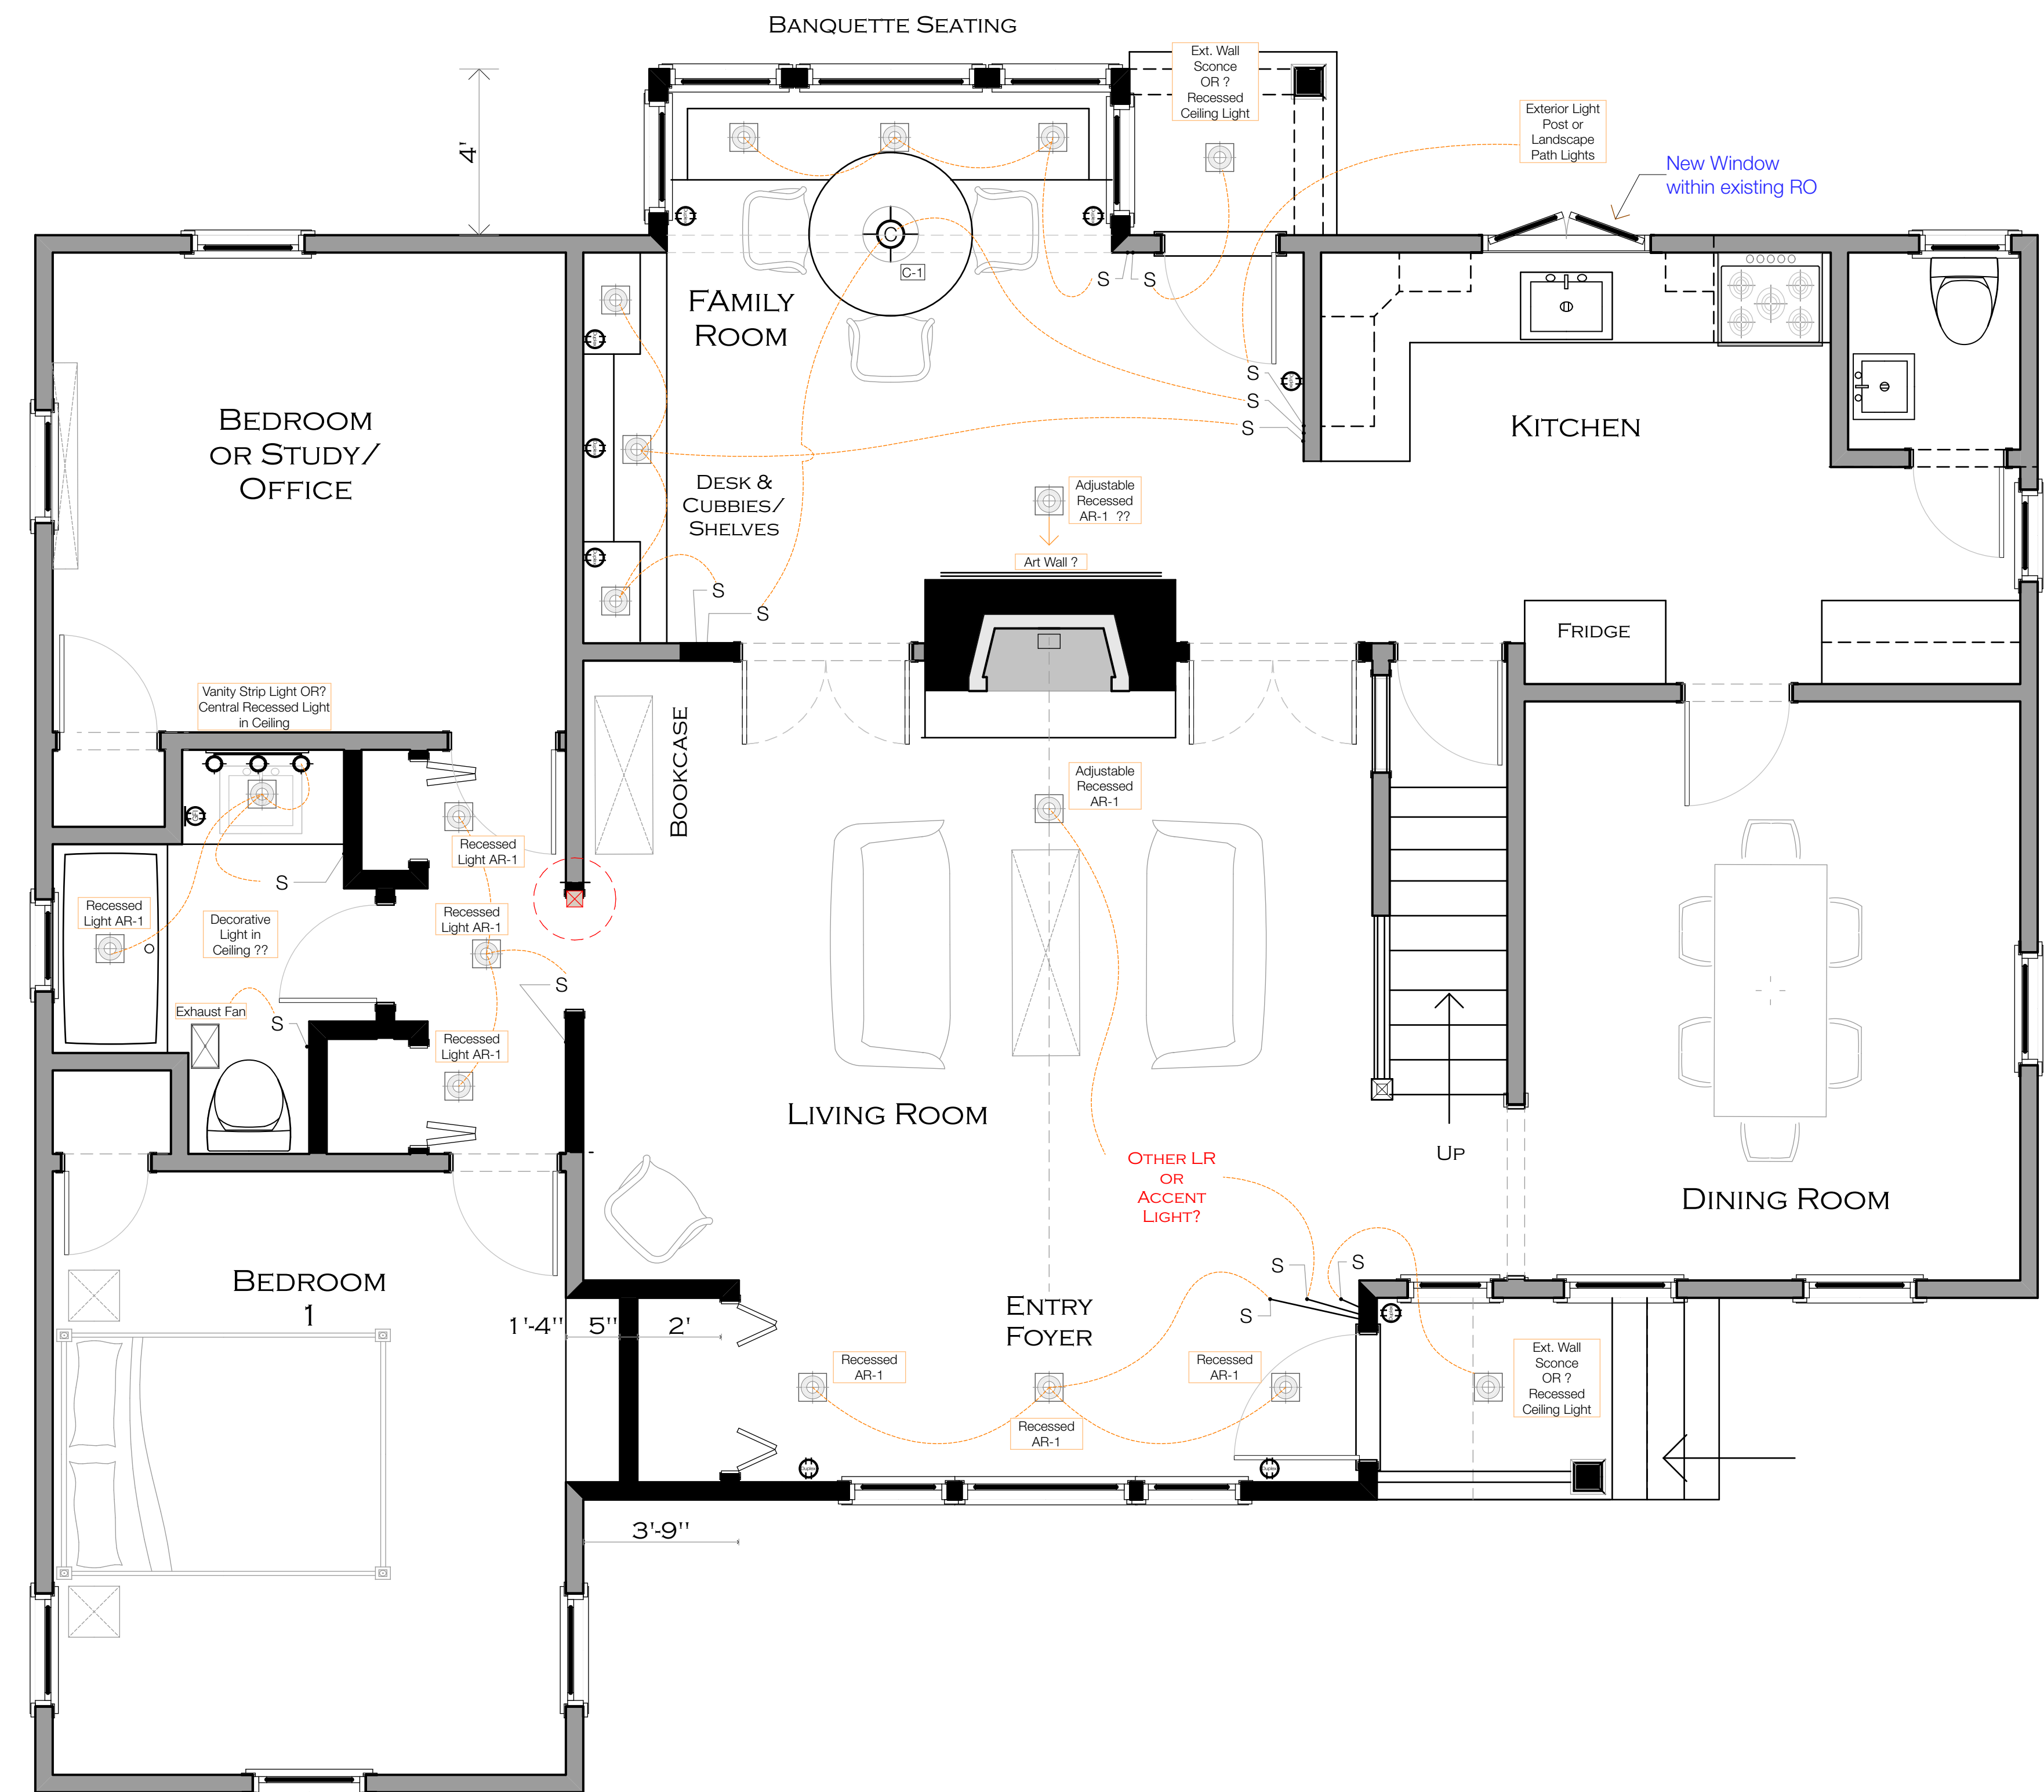 BANQUETTE SEATING
Ext. Wall
Sconce
OR ?
Recessed
Ceiling Light
Exterior Light
Post or
Landscape
Path Lights
New Window
within existing RO
4'
C
C-1
S
S
FAMILY
ROOM
BEDROOM
OR STUDY/
OFFICE
S
S
S
KITCHEN
DESK &
CUBBIES/
SHELVES
Adjustable
Recessed
AR-1 ??
Art Wall ?
S
S
FRIDGE
Vanity Strip Light OR?
Central Recessed Light
in Ceiling
BOOKCASE
Adjustable
Recessed
AR-1
Recessed
Light AR-1
S
Recessed
Light AR-1
Decorative
Light in
Ceiling ??
Recessed
Light AR-1
S
Exhaust Fan
S
Recessed
Light AR-1
LIVING ROOM
UP
OTHER LR
OR
ACCENT
LIGHT?
DINING ROOM
BEDROOM
1
S
S
S
ENTRY
FOYER
1'-4"
5"
2'
Recessed
AR-1
Recessed
AR-1
Recessed
AR-1
Ext. Wall
Sconce
OR ?
Recessed
Ceiling Light
3'-9"